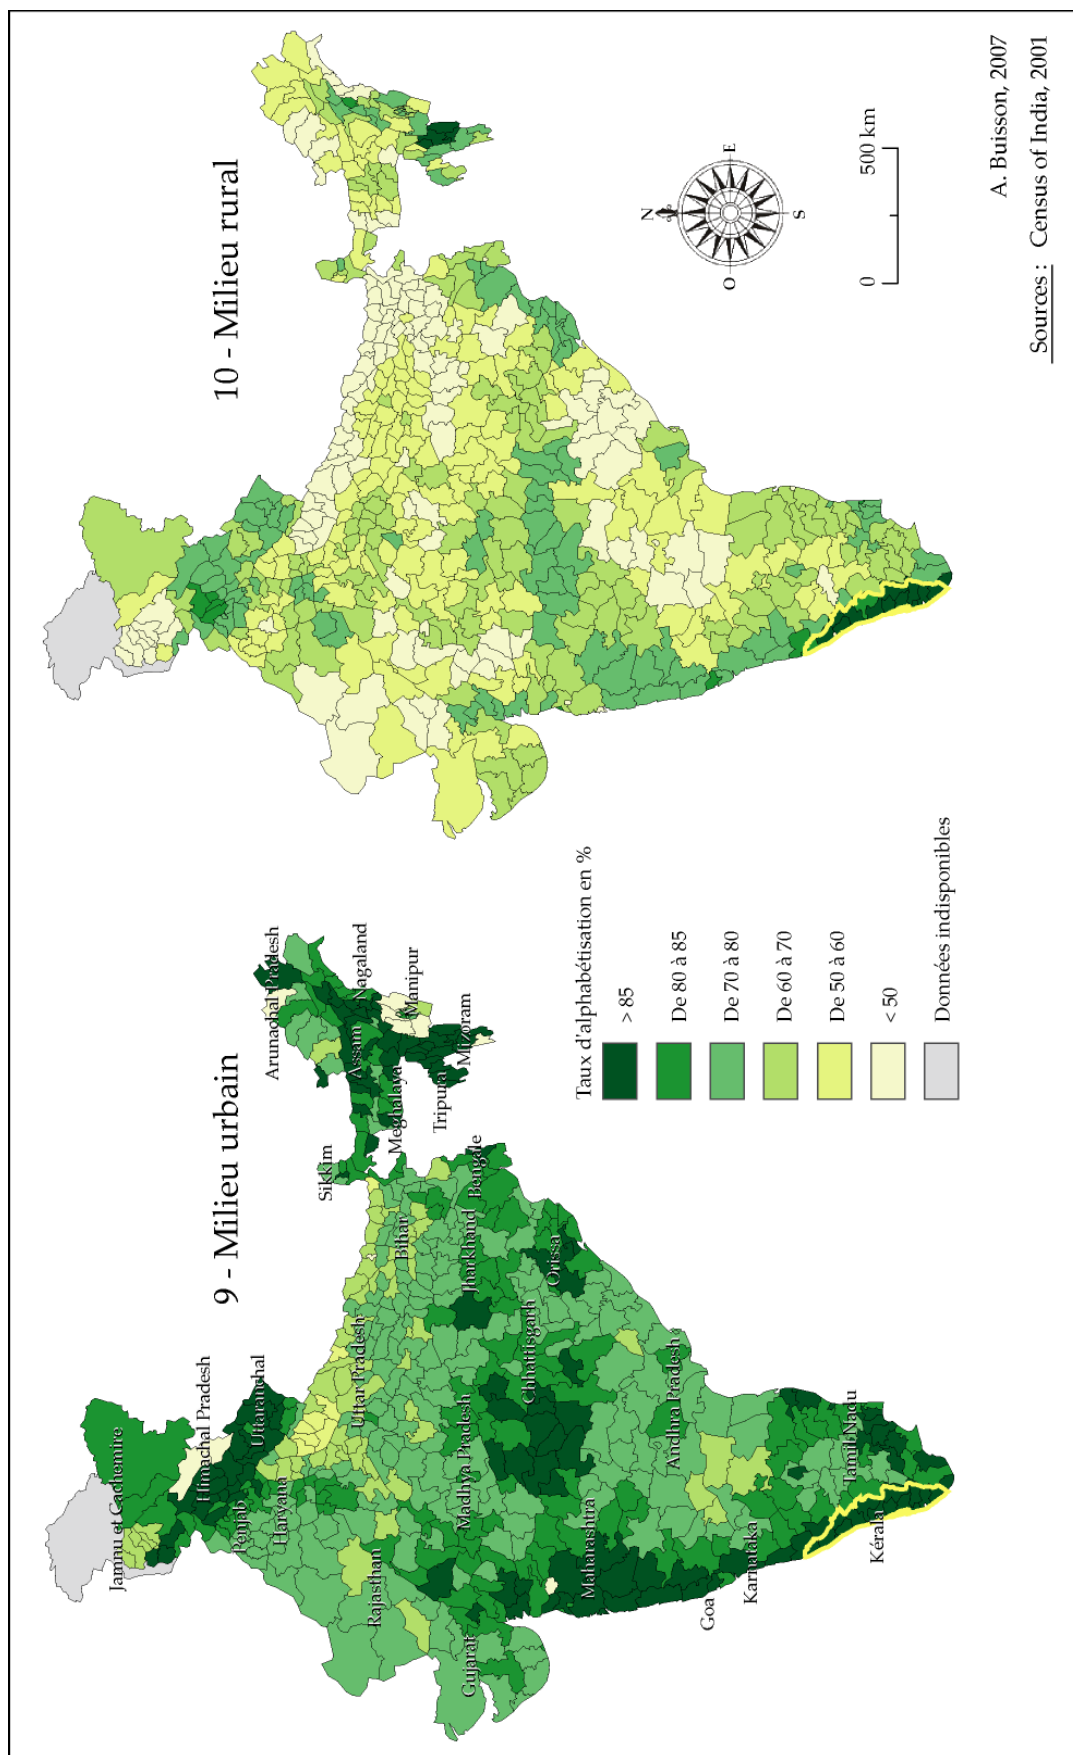 9 - Milieu urbain
Jammu et Cachemire
Himachal Pradesh
Uttaranchal
Penjab
Haryana
Rajasthan
Uttar Pradesh
Bihar
Sikkim
Arunachal Pradesh
Assam
Nagaland
Meghalaya
Manipur
Tripura
Mizoram
Gujarat
Madhya Pradesh
Jharkhand
Bengale
Chhattisgarh
Orissa
Maharashtra
Andhra Pradesh
Goa
Karnataka
Tamil Nadu
Kérala
10 - Milieu rural
Taux d'alphabétisation en %
> 85
De 80 à 85
De 70 à 80
De 60 à 70
De 50 à 60
< 50
Données indisponibles
N
O
E
S
0
500 km
A. Buisson, 2007
Sources : Census of India, 2001